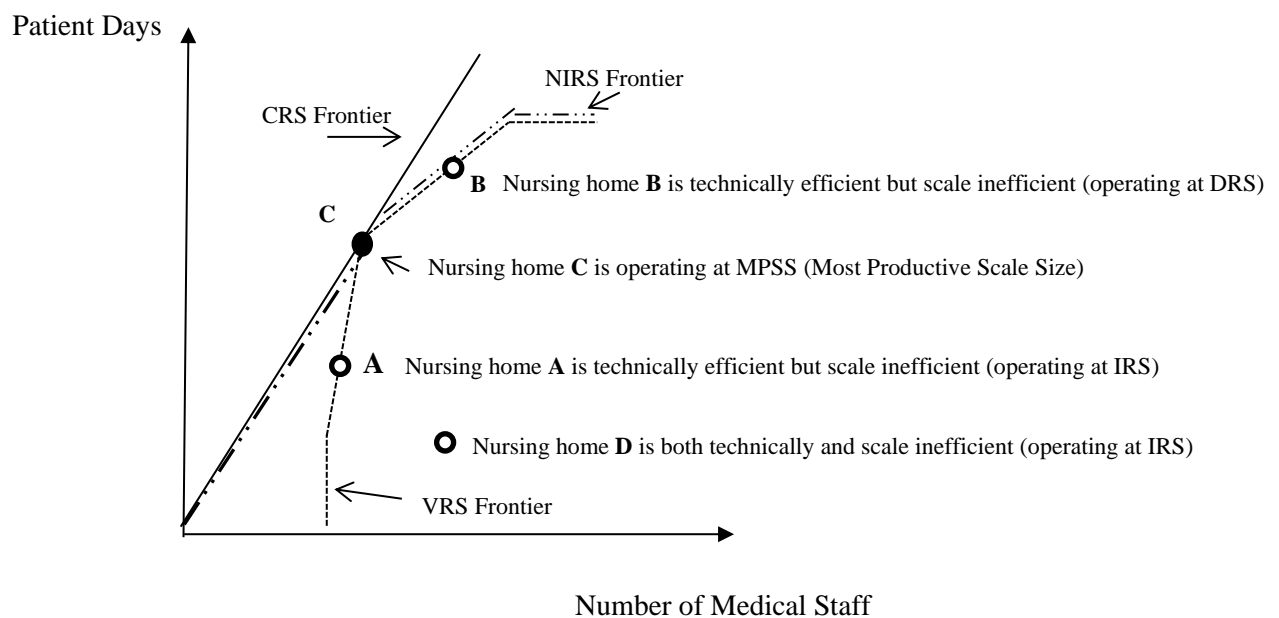 Patient Days
NIRS Frontier
CRS Frontier
B Nursing home B is technically efficient but scale inefficient (operating at DRS)
C
Nursing home C is operating at MPSS (Most Productive Scale Size)
A Nursing home A is technically efficient but scale inefficient (operating at IRS)
Nursing home D is both technically and scale inefficient (operating at IRS)
VRS Frontier
Number of Medical Staff